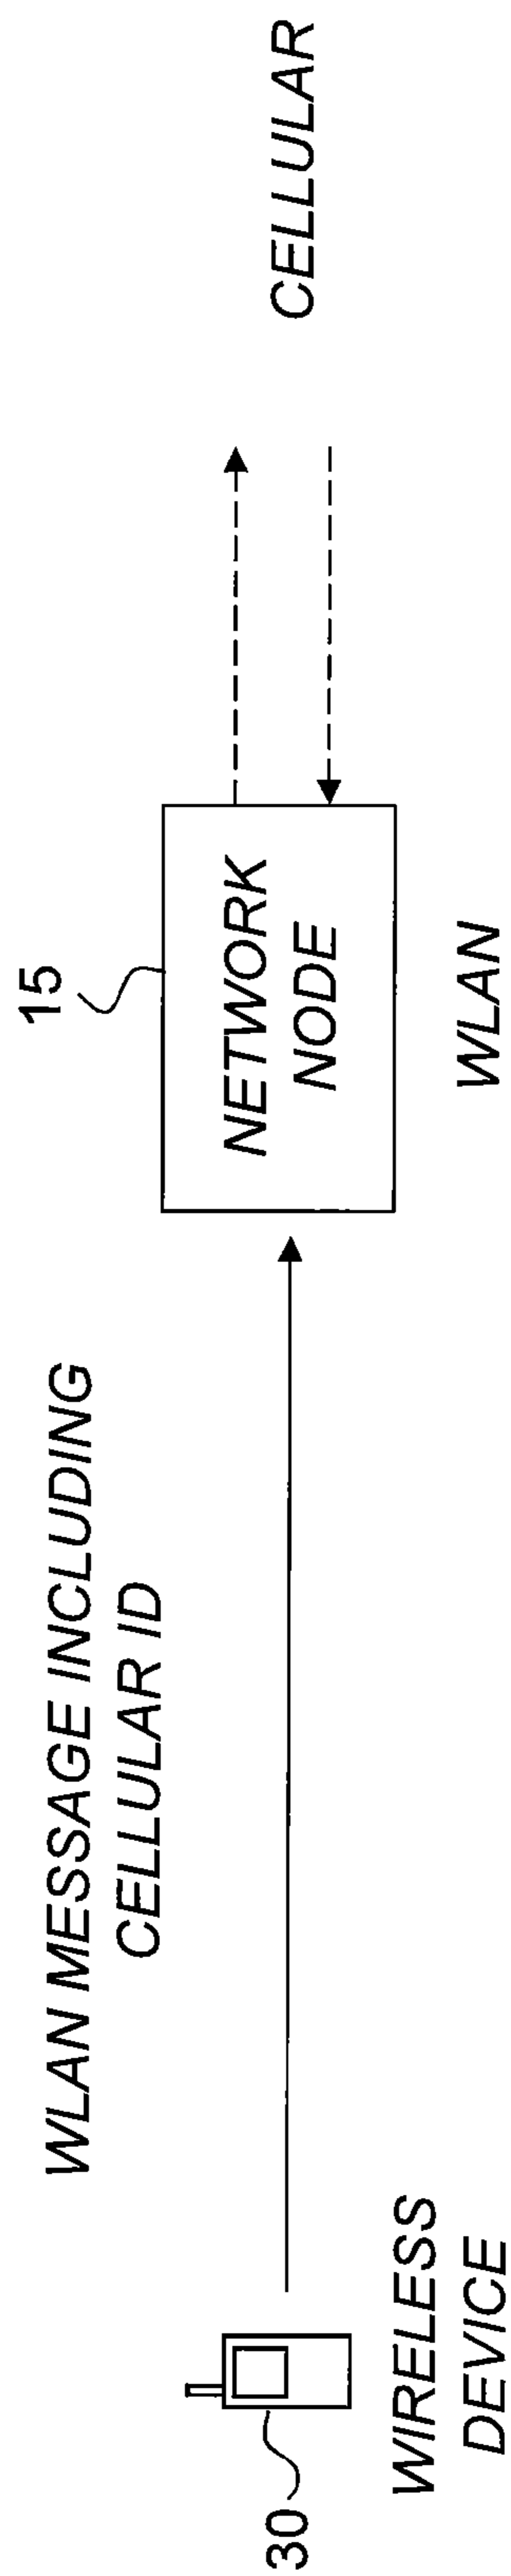 WLAN MESSAGE INCLUDING
CELLULAR ID
30
WIRELESS
DEVICE
15
NETWORK
NODE
WLAN
CELLULAR